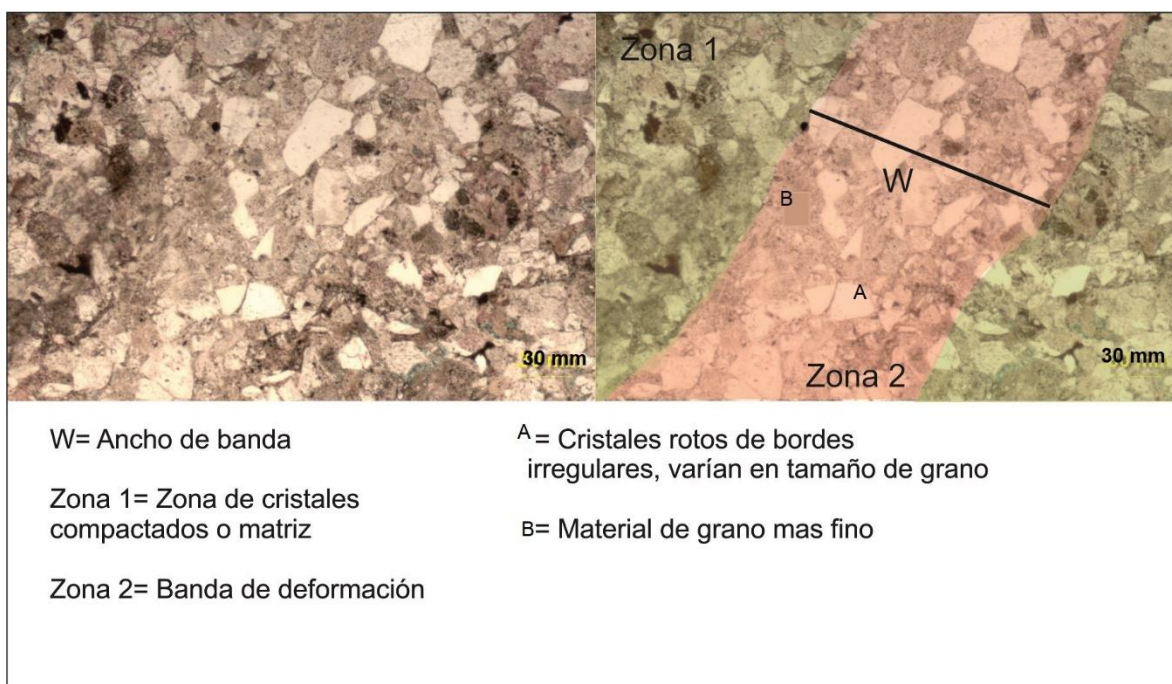 Zona 1
W
B
A
30 mm
Zona 2
30 mm
W= Ancho de banda
Zona 1= Zona de cristales
compactados o matriz
Zona 2= Banda de deformación
A = Cristales rotos de bordes
irregulares, varían en tamaño de grano
B= Material de grano mas fino